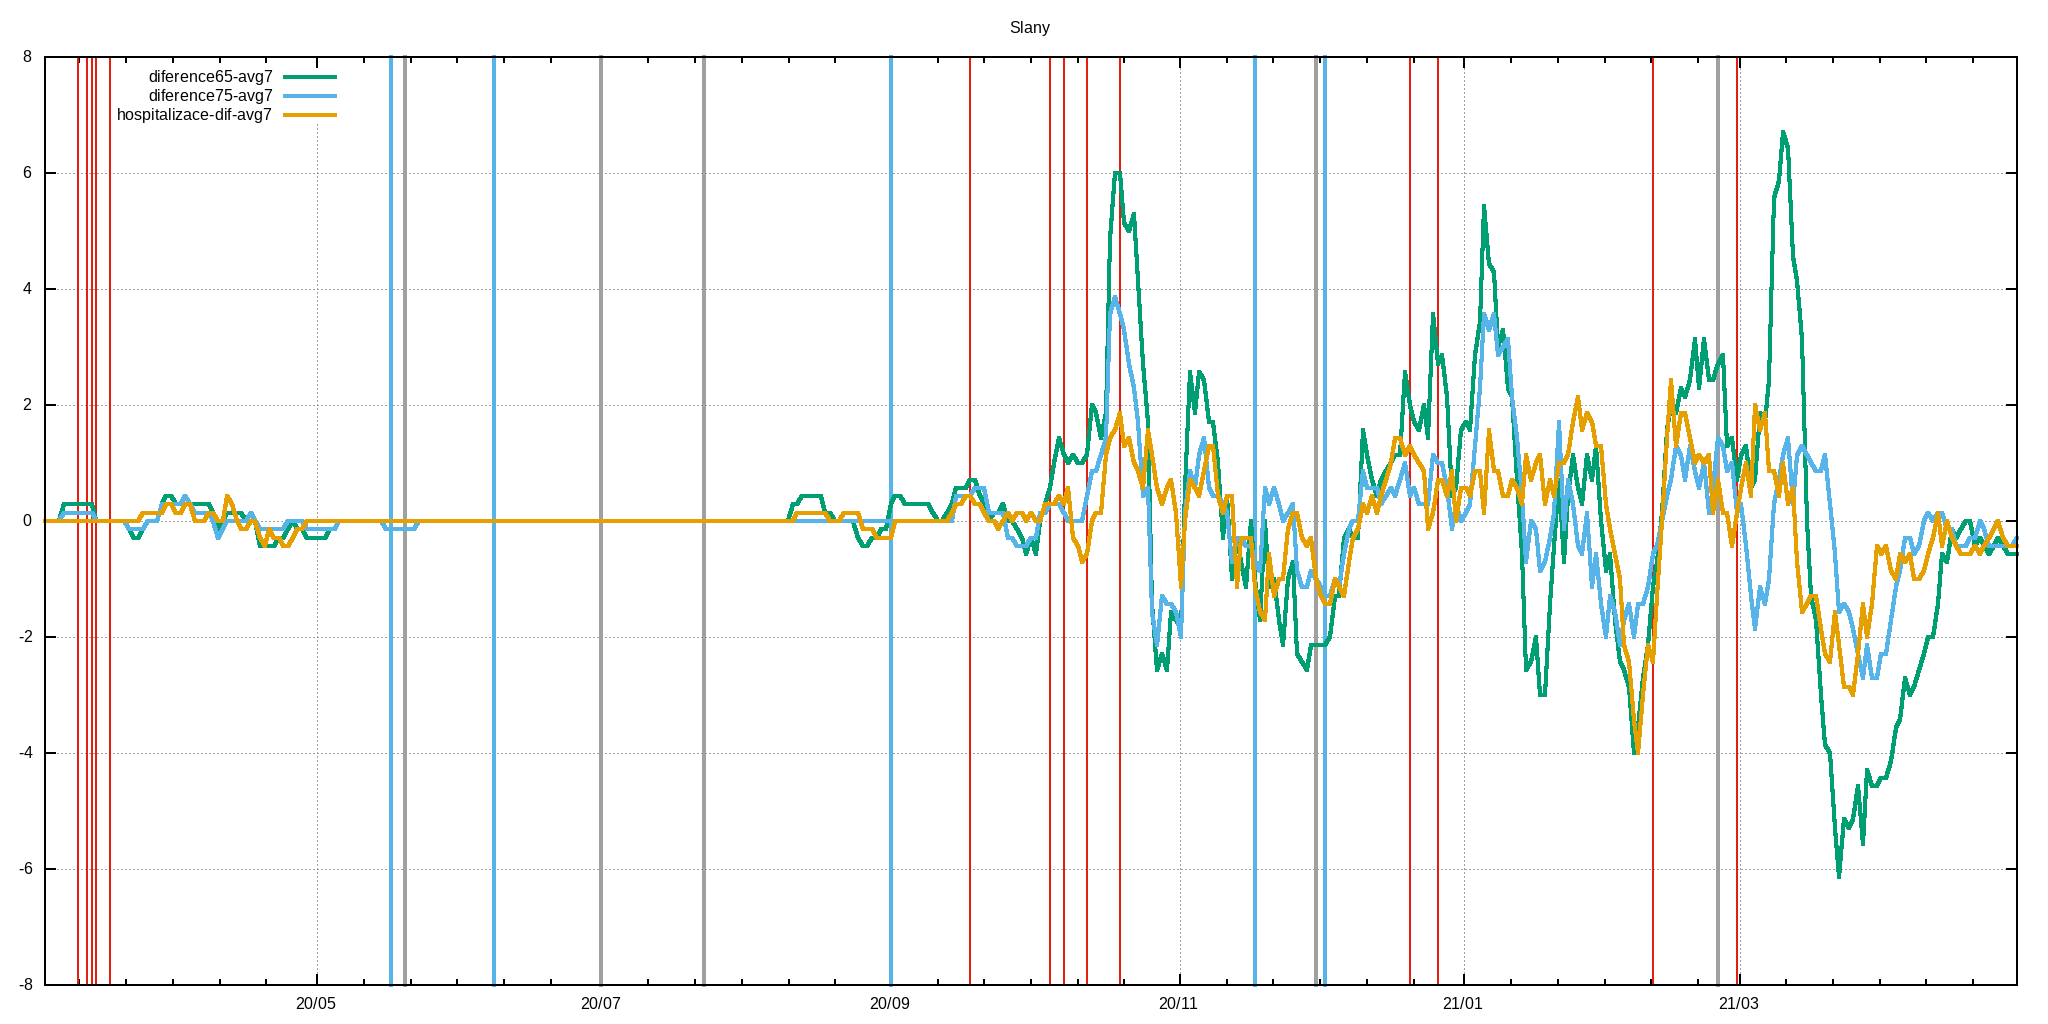 Slany
diference65-avg7
diference75-avg7
hospitalizace-dif-avg7
8
6
4
2
0
-2
-4
-6
-8
20/05 20/07 20/09 20/11 21/01 21/03